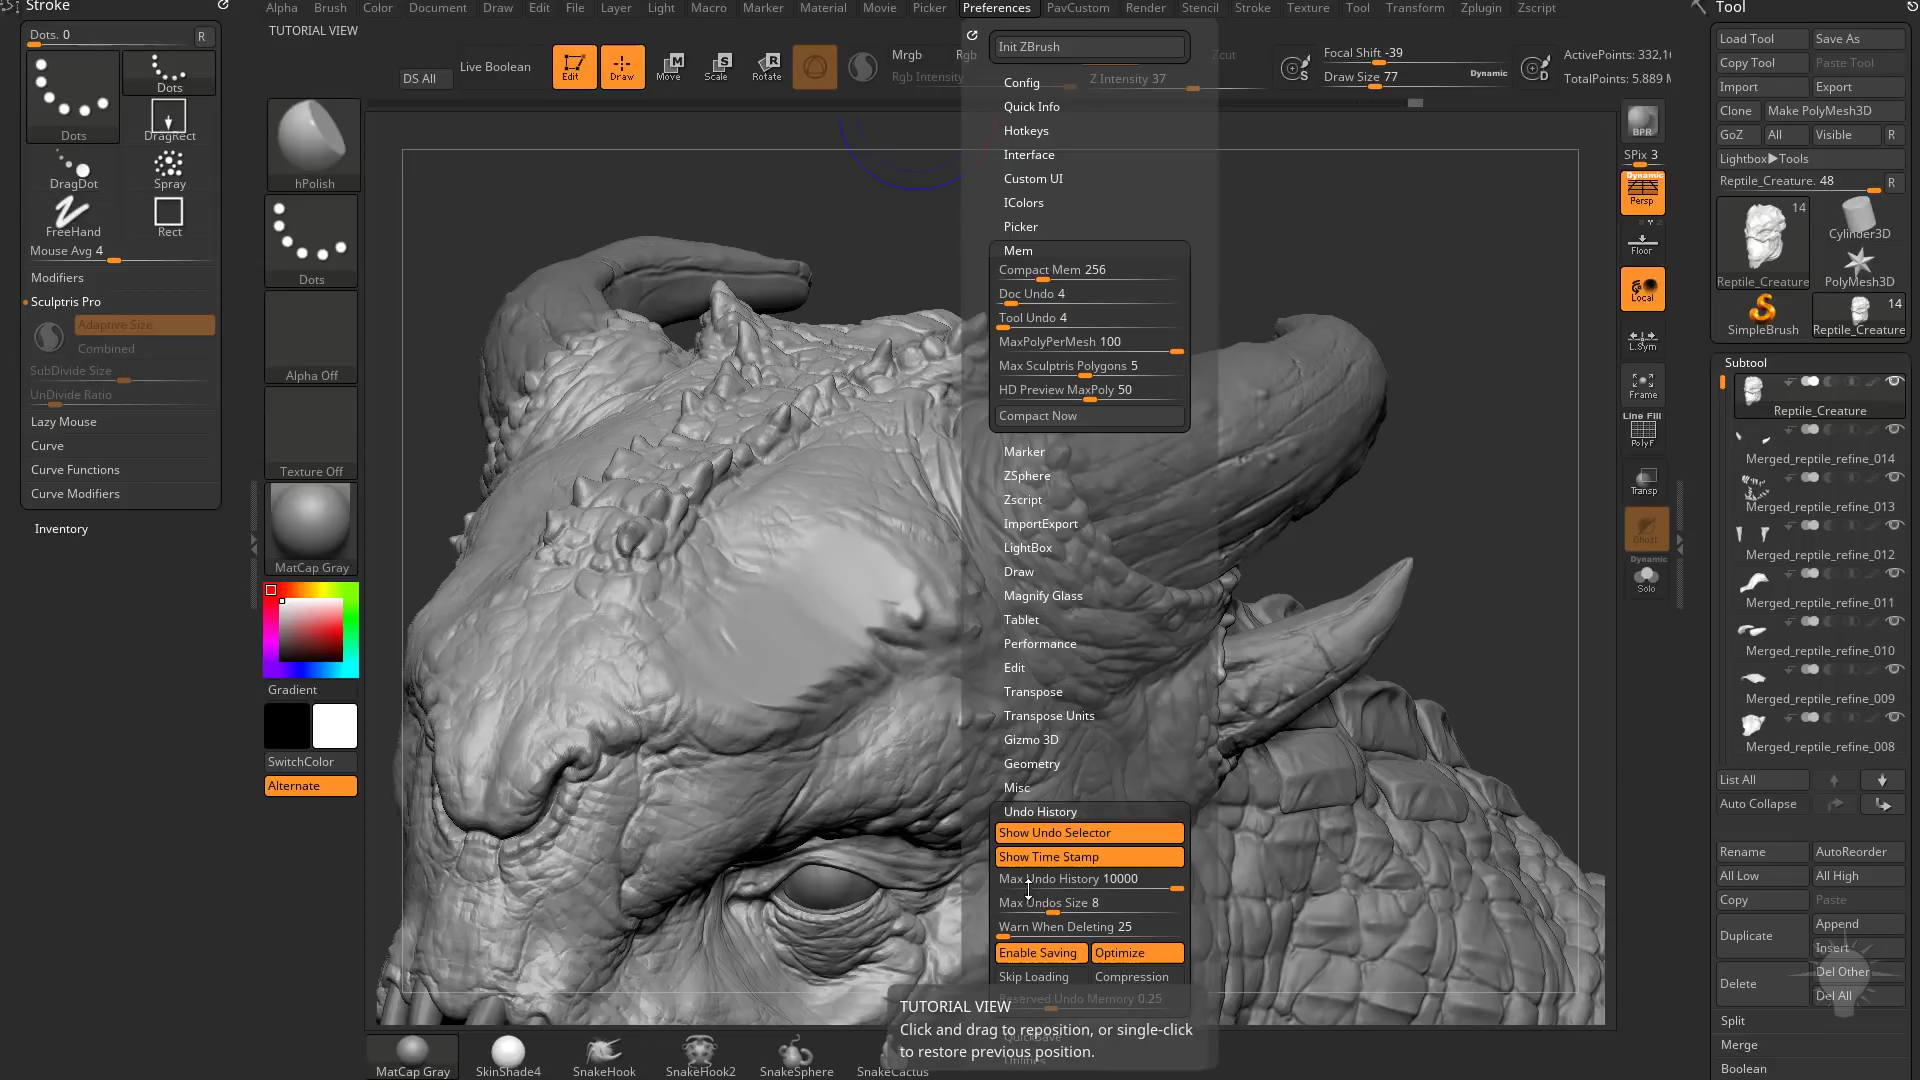 Stroke
Dots. 0
R
Dots
Dots
DragRect
DragDot
Spray
FreeHand
Rect
Mouse Avg 4
Modifiers
Sculptris Pro
Adaptive Size
Combined
SubDivide Size
UnDivide Ratio
Lazy Mouse
Curve
Curve Functions
Curve Modifiers
Inventory
Alpha Brush Color Document Draw Edit File Layer Light Macro Marker Material Movie Picker Preferences PavCustom Render Stencil Stroke Texture Tool Transform Zplugin Zscript
TUTORIAL VIEW
DS All
Live Boolean
Edit
Draw
Move
Scale
Rotate
Mrgb
Rgb
Rgb Intensity
Zcut
Z Intensity 37
S
Focal Shift -39
Draw Size 77
Dynamic
D
ActivePoints: 332,1
TotalPoints: 5.889 M
hPolish
Dots
Alpha Off
Texture Off
MatCap Gray
Gradient
SwitchColor
Alternate
Init ZBrush
Config
Quick Info
Hotkeys
Interface
Custom UI
IColors
Picker
Mem
Compact Mem 256
Doc Undo 4
Tool Undo 4
MaxPolyPerMesh 100
Max Sculptris Polygons 5
HD Preview MaxPoly 50
Compact Now
Marker
ZSphere
Zscript
ImportExport
LightBox
Draw
Magnify Glass
Tablet
Performance
Edit
Transpose
Transpose Units
Gizmo 3D
Geometry
Misc
Undo History
Show Undo Selector
Show Time Stamp
Max Undo History 10000
Max Undos Size 8
Warn When Deleting 25
Enable Saving
Optimize
Skip Loading
Compression
Reserved Undo Memory 0.25
QuickSave
TUTORIAL VIEW
Click and drag to reposition, or single-click
to restore previous position.
MatCap Gray
SkinShade4
SnakeHook
SnakeHook2
SnakeSphere
SnakeCactus
BPR
SPix 3
Dynamic
Persp
Floor
Local
L.Sym
Frame
Line Fill
PolyF
Transp
Ghost
Dynamic
Solo
Tool
Load Tool
Save As
Copy Tool
Paste Tool
Import
Export
Clone
Make PolyMesh3D
GoZ
All
Visible
R
Lightbox▶Tools
Reptile_Creature. 48
R
14
Reptile_Creature
Cylinder3D
PolyMesh3D
SimpleBrush
14
Reptile_Creature
Subtool
Reptile_Creature
Merged_reptile_refine_014
Merged_reptile_refine_013
Merged_reptile_refine_012
Merged_reptile_refine_011
Merged_reptile_refine_010
Merged_reptile_refine_009
Merged_reptile_refine_008
List All
Auto Collapse
Rename
AutoReorder
All Low
All High
Copy
Paste
Duplicate
Append
Insert
Delete
Del Other
Del All
Split
Merge
Boolean